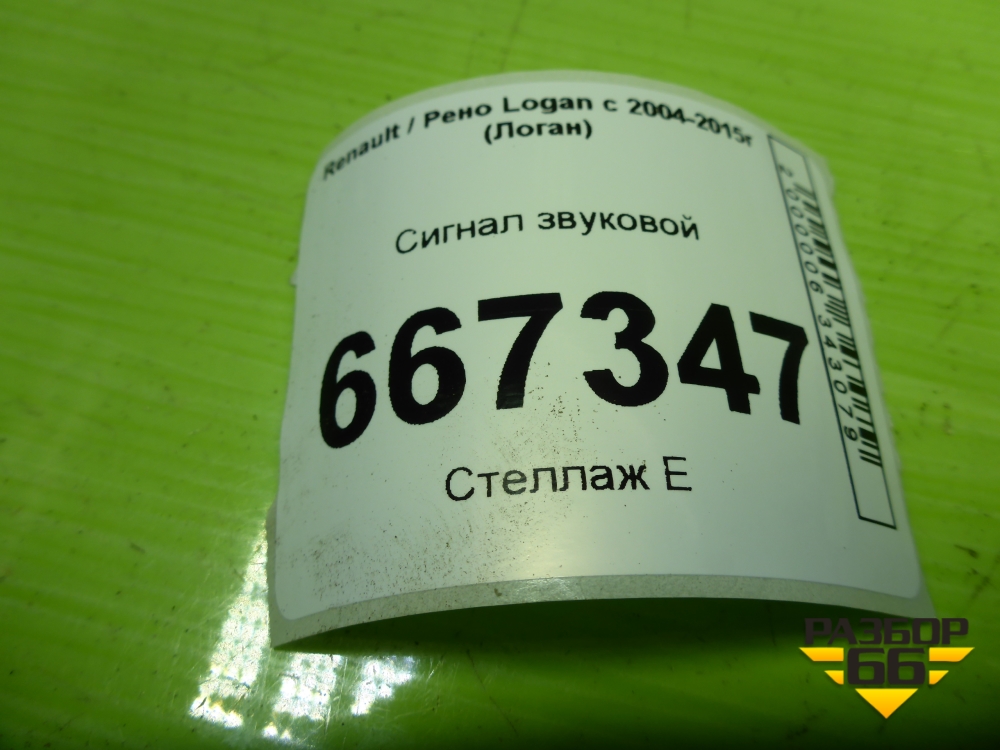 Renault / Рено Logan с 2004-2015г
(Логан)
Сигнал звуковой
667347
Стеллаж Е
2000006343079
РАЗБОР
66